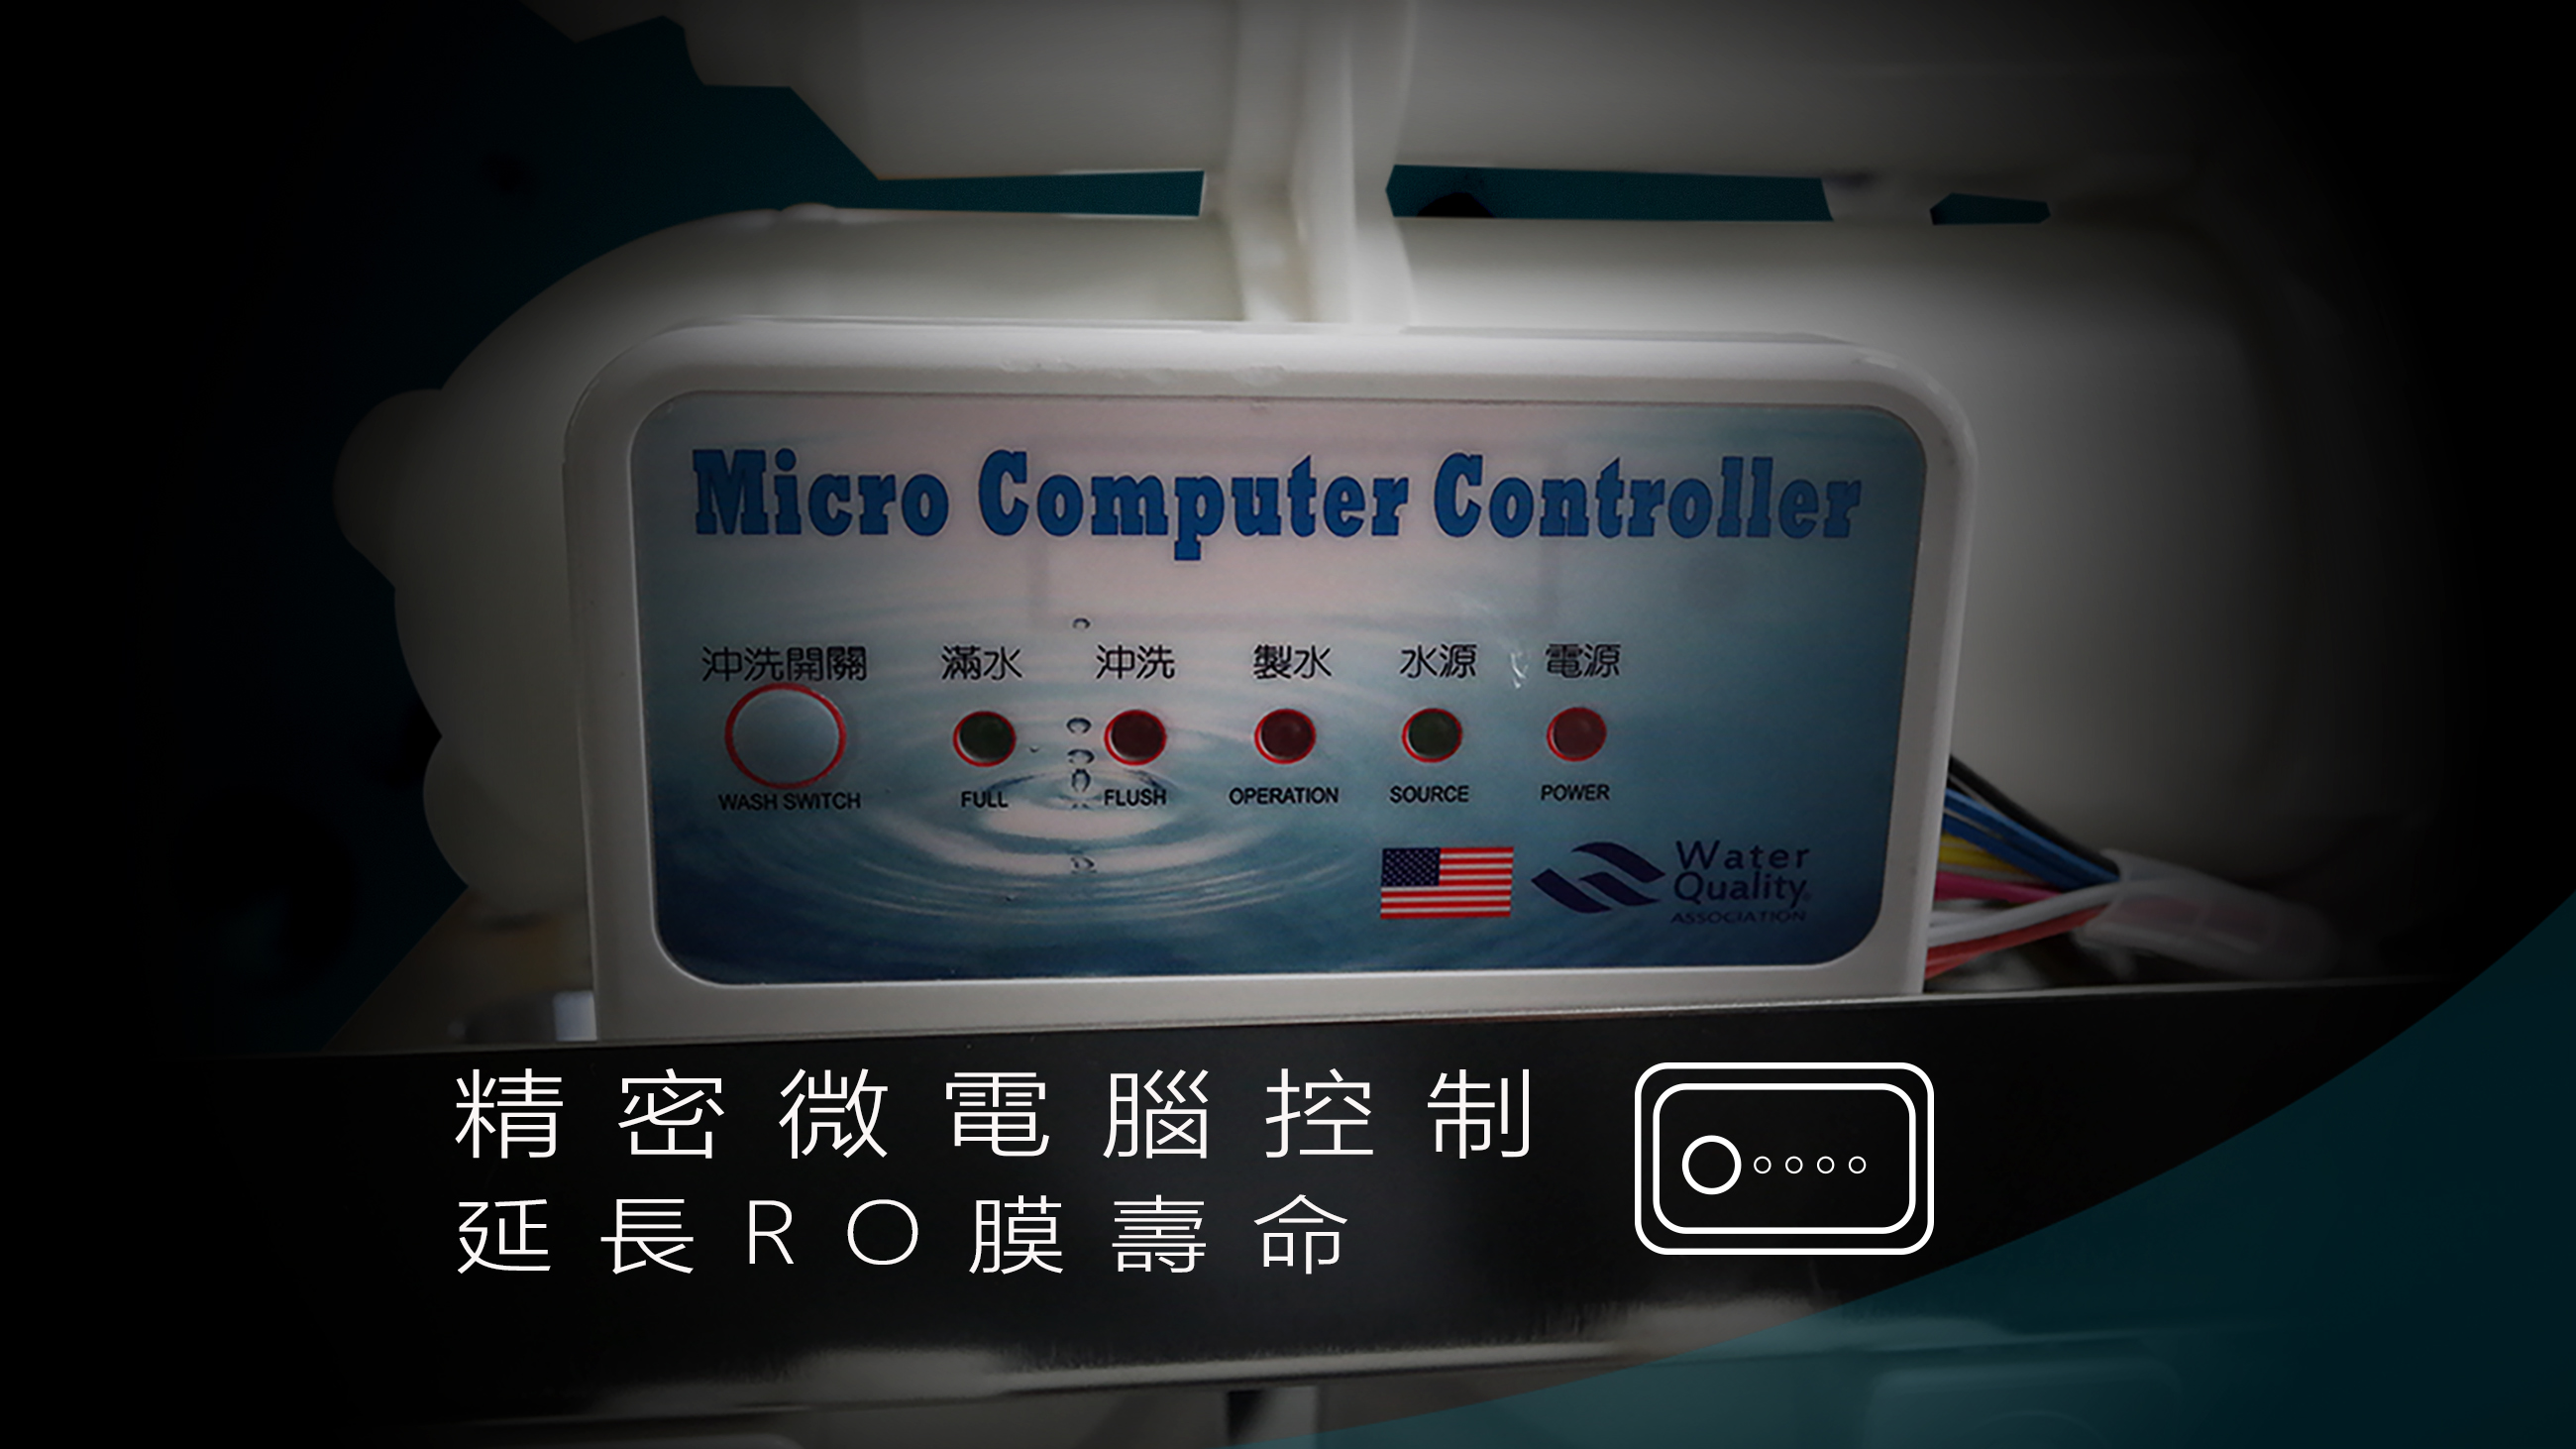 Micro Computer Controller
沖洗開關 滿水 沖洗 製水 水源 電源
WASH SWITCH FULL FLUSH OPERATION SOURCE POWER
Water
Quality
ASSOCIATION
精密微電腦控制
延長RO膜壽命